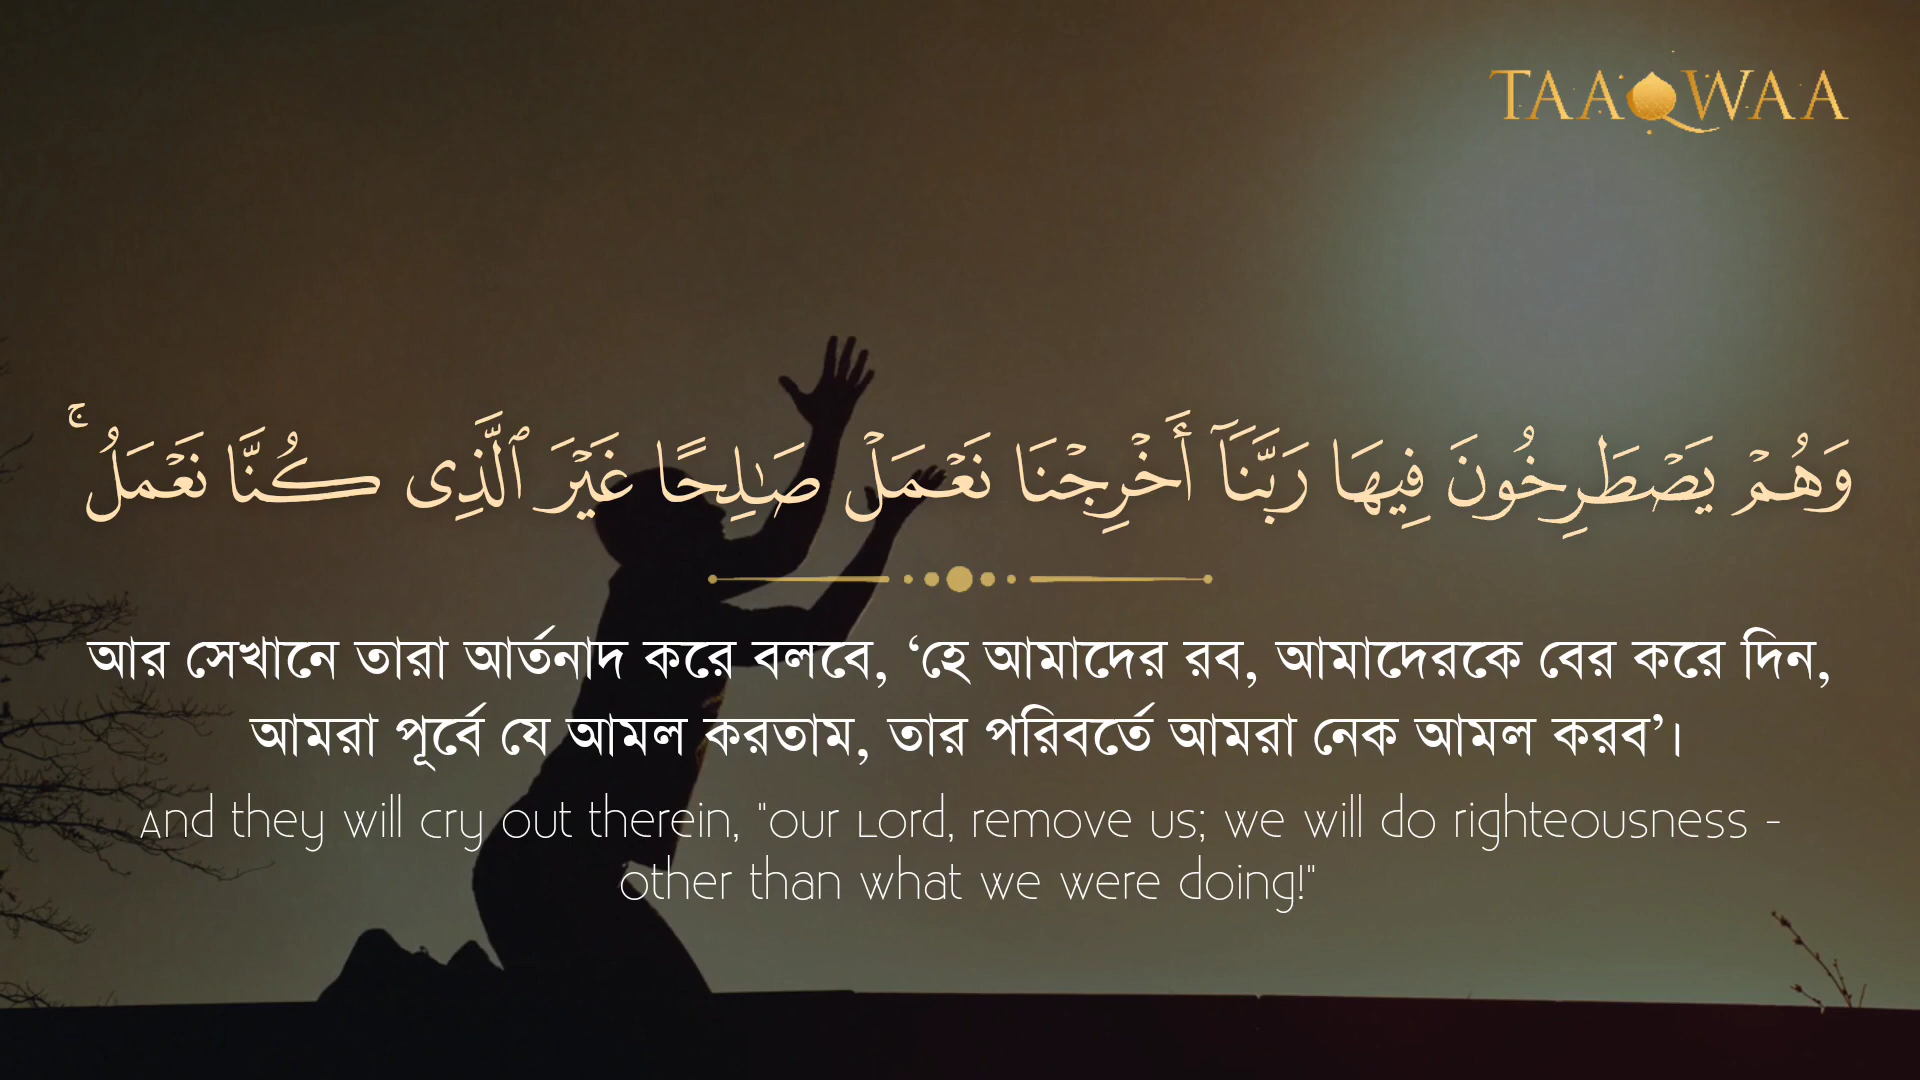 TAAQWAA
وَهُمْ يَصْطَرِخُونَ فِيهَا رَبَّنَآ أَخْرِجْنَا نَعْمَلْ صَـٰلِحًا غَيْرَ ٱلَّذِى كُنَّا نَعْمَلُ ۚ
আর সেখানে তারা আর্তনাদ করে বলবে, ‘হে আমাদের রব, আমাদেরকে বের করে দিন,
আমরা পূর্বে যে আমল করতাম, তার পরিবর্তে আমরা নেক আমল করব’।
And they will cry out therein, "Our Lord, remove us; we will do righteousness -
other than what we were doing!"